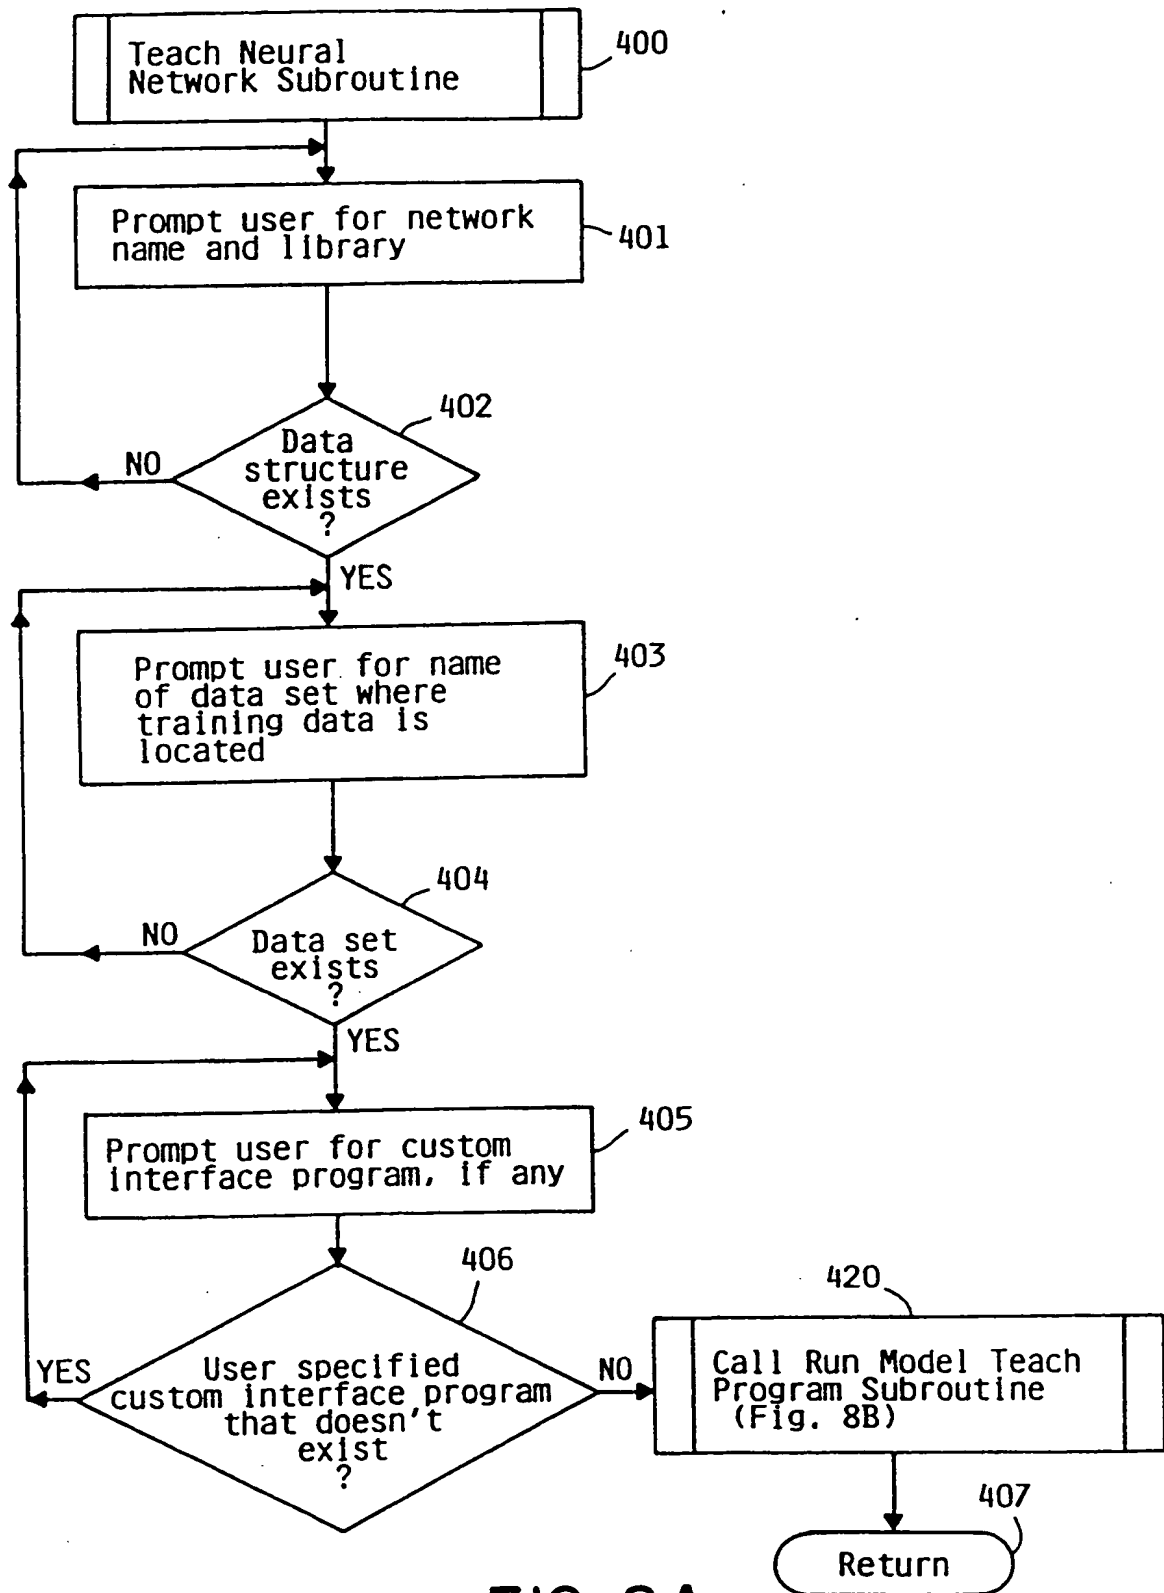 Teach Neural
Network Subroutine
400
Prompt user for network
name and library
401
402
Data
structure
exists
?
NO
YES
Prompt user for name
of data set where
training data is
located
403
404
Data set
exists
?
NO
YES
Prompt user for custom
interface program, if any
405
406
User specified
custom interface program
that doesn't
exist
?
YES
NO
420
Call Run Model Teach
Program Subroutine
(Fig. 8B)
407
Return